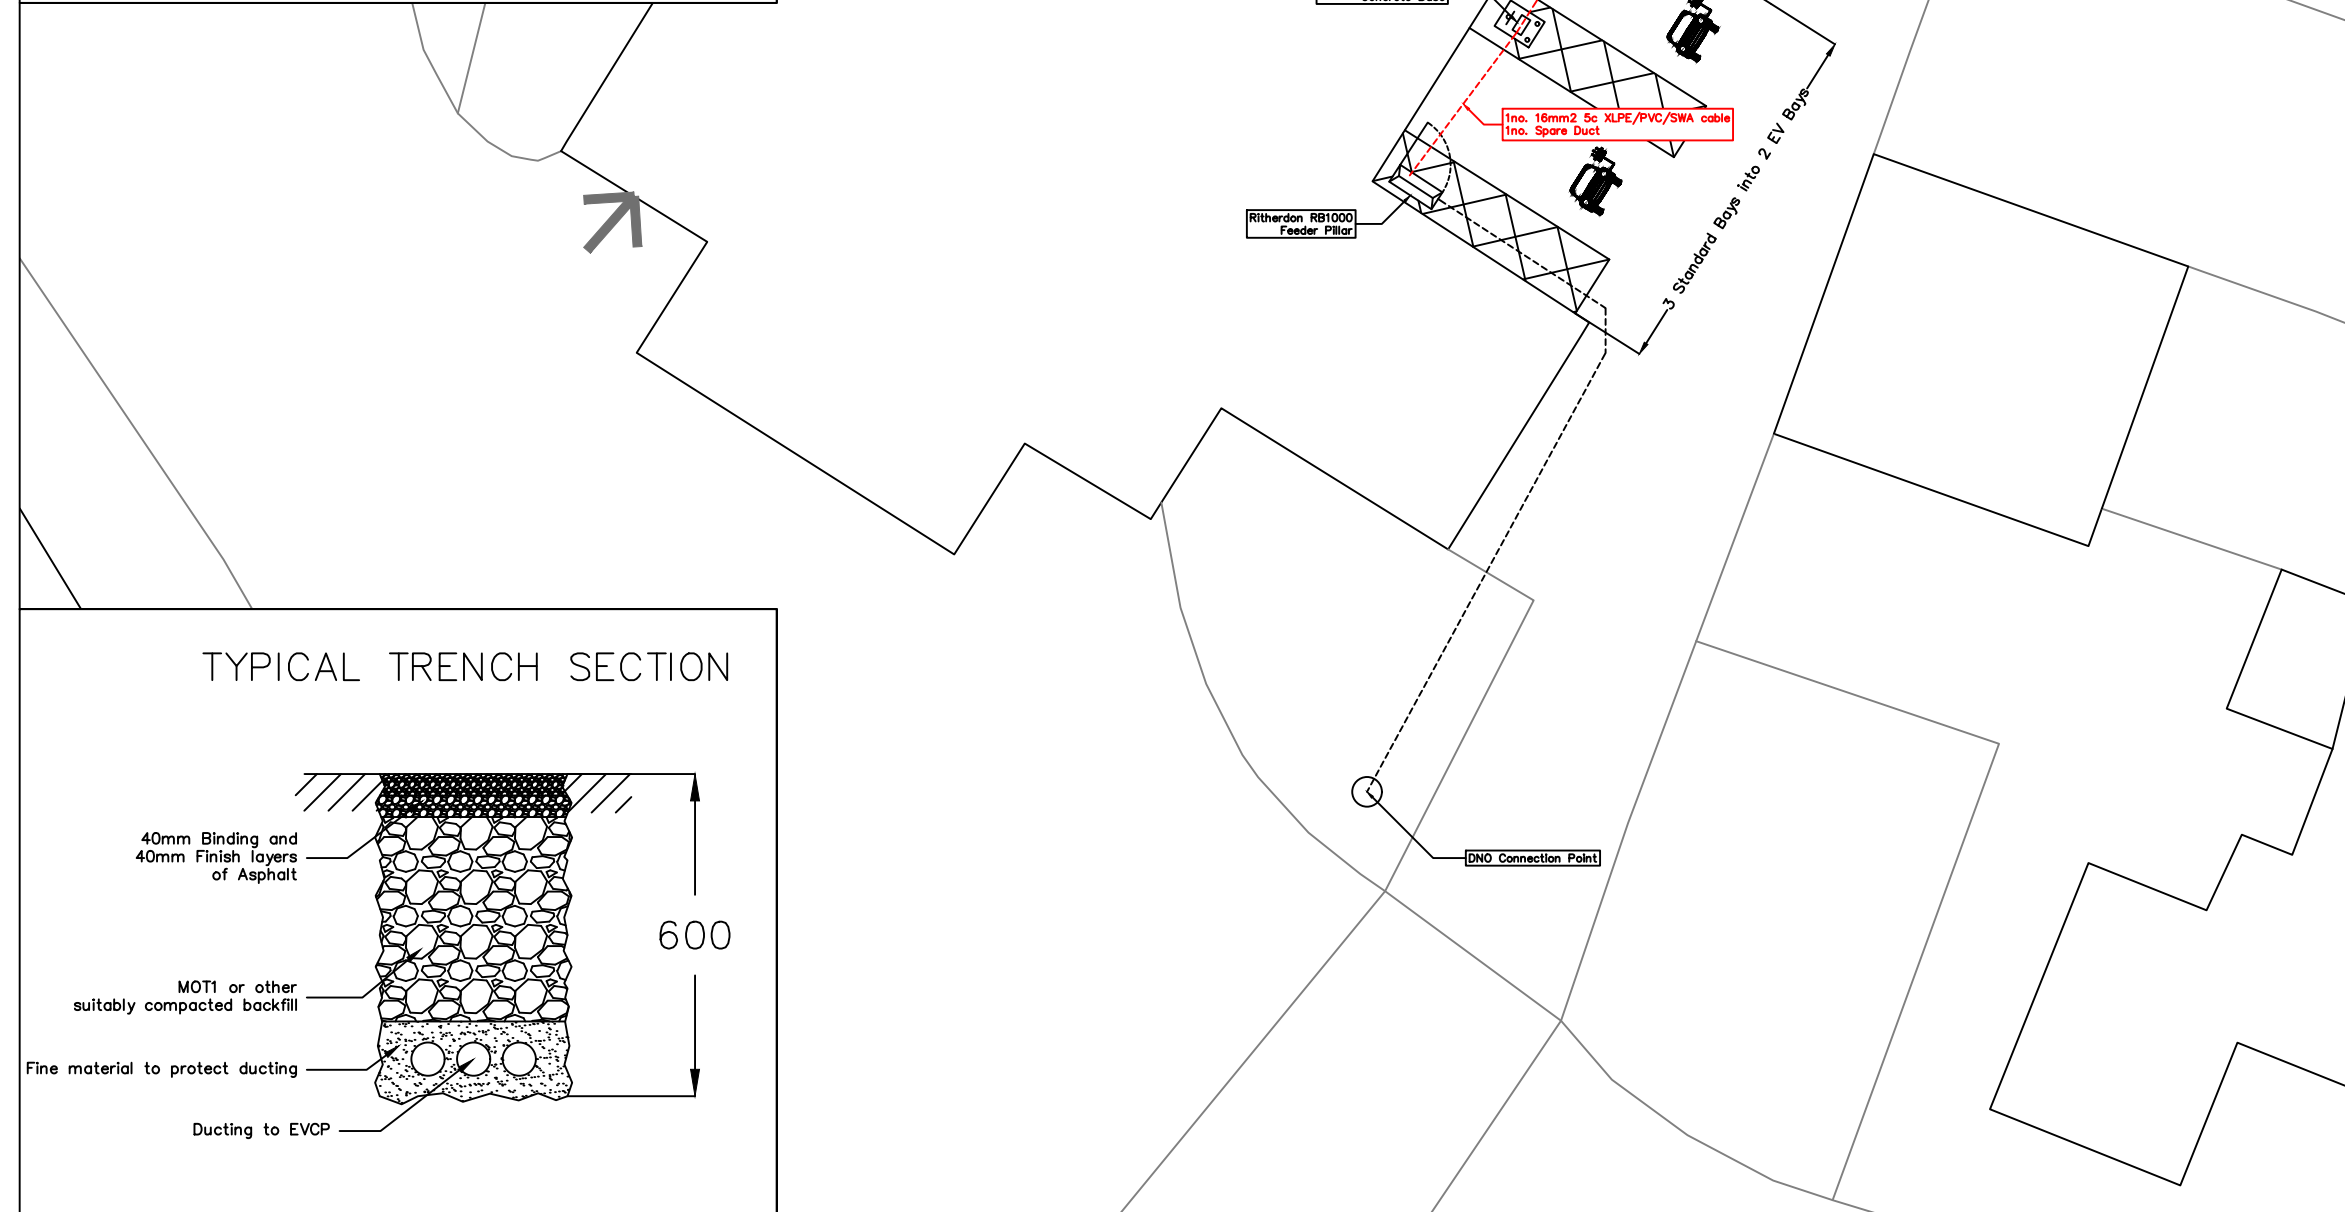 1no. 16mm2 5c XLPE/PVC/SWA cable
1no. Spare Duct
3 Standard Bays into 2 EV Bays
Ritherdon RB1000
Feeder Pillar
TYPICAL TRENCH SECTION
40mm Binding and
40mm Finish layers
of Asphalt
600
MOT1 or other
suitably compacted backfill
Fine material to protect ducting
Ducting to EVCP
DNO Connection Point